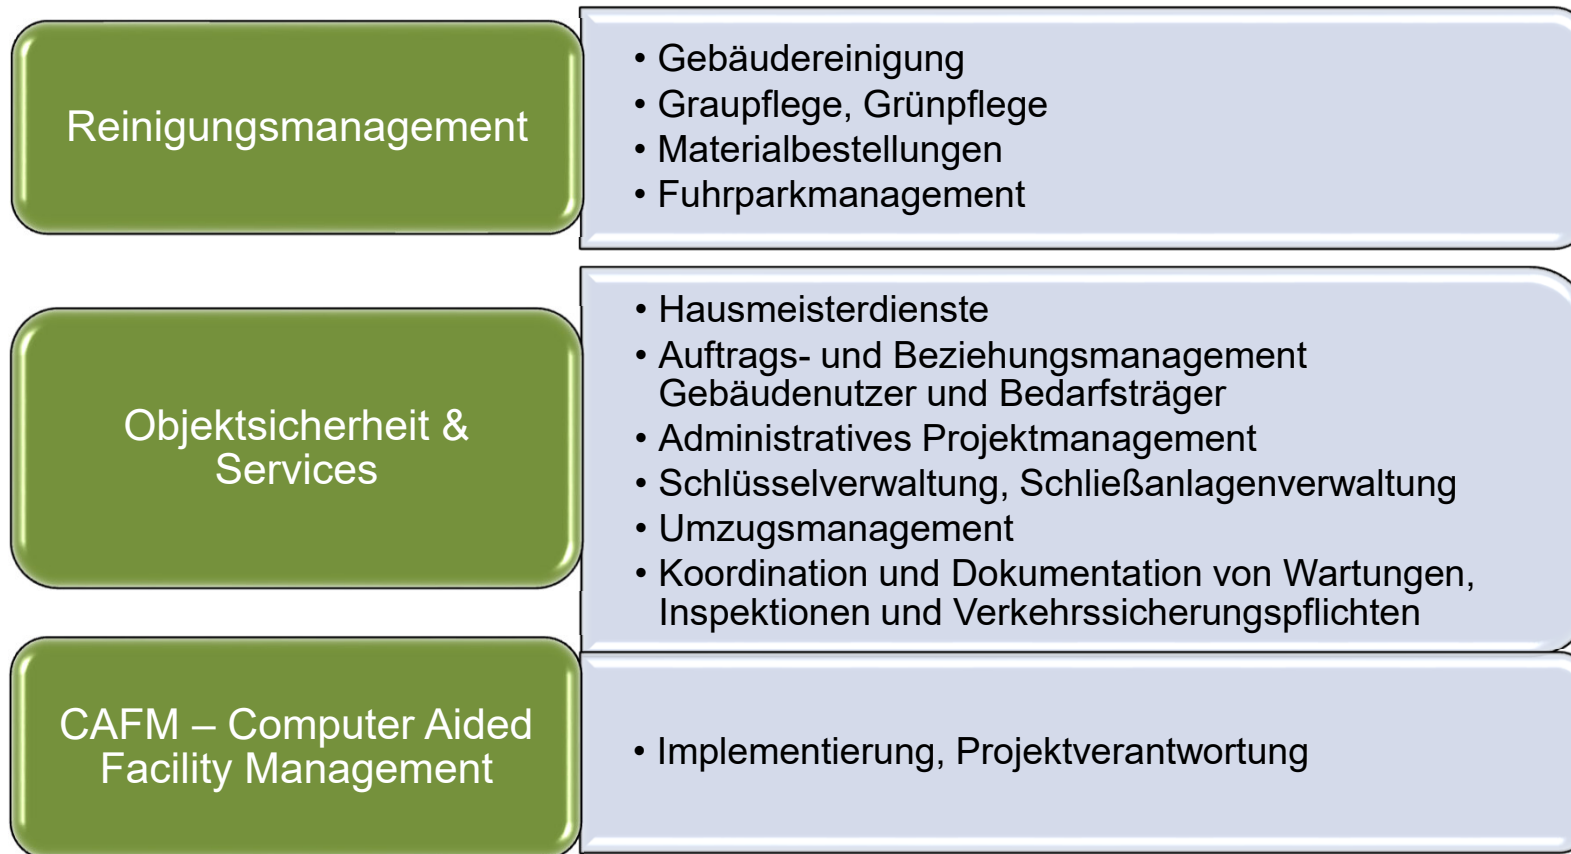 Reinigungsmanagement
• Gebäudereinigung
• Graupflege, Grünpflege
• Materialbestellungen
• Fuhrparkmanagement
Objektsicherheit &
Services
• Hausmeisterdienste
• Auftrags- und Beziehungsmanagement
Gebäudenutzer und Bedarfsträger
• Administratives Projektmanagement
• Schlüsselverwaltung, Schließanlagenverwaltung
• Umzugsmanagement
• Koordination und Dokumentation von Wartungen,
Inspektionen und Verkehrssicherungspflichten
CAFM – Computer Aided
Facility Management
• Implementierung, Projektverantwortung